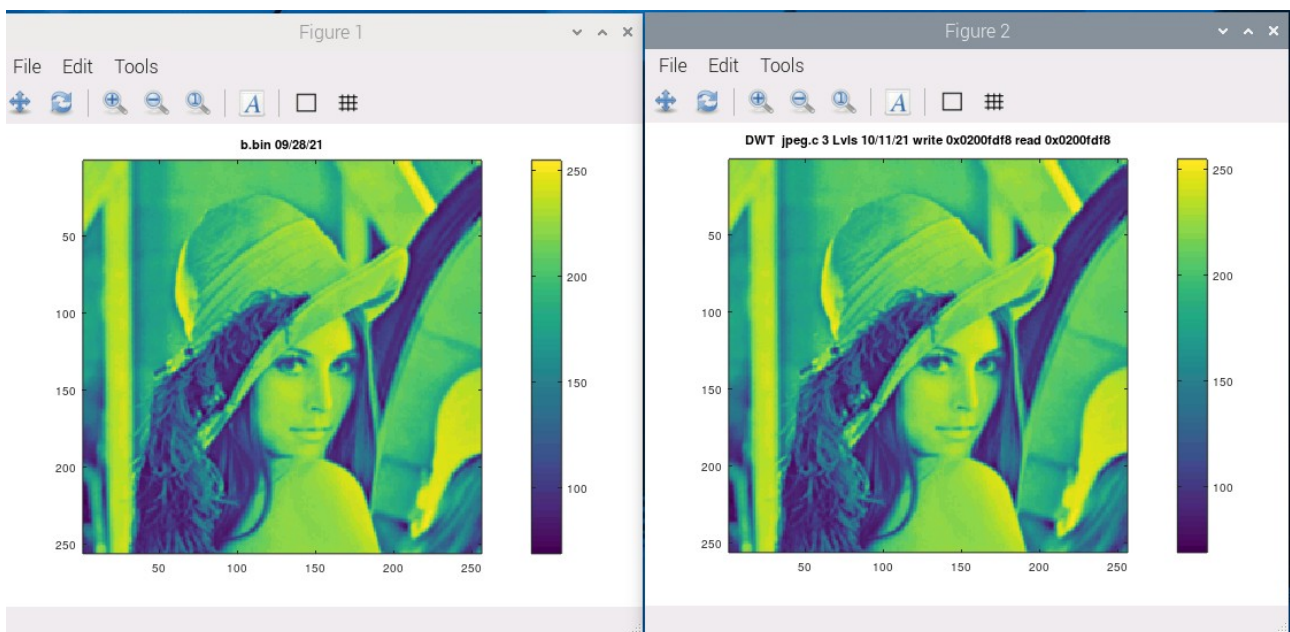 Figure 1
File Edit Tools
A
b.bin 09/28/21
50
100
150
200
250
50 100 150 200 250
250
200
150
100
Figure 2
File Edit Tools
A
DWT jpeg.c 3 Lvls 10/11/21 write 0x0200fdf8 read 0x0200fdf8
50
100
150
200
250
50 100 150 200 250
250
200
150
100